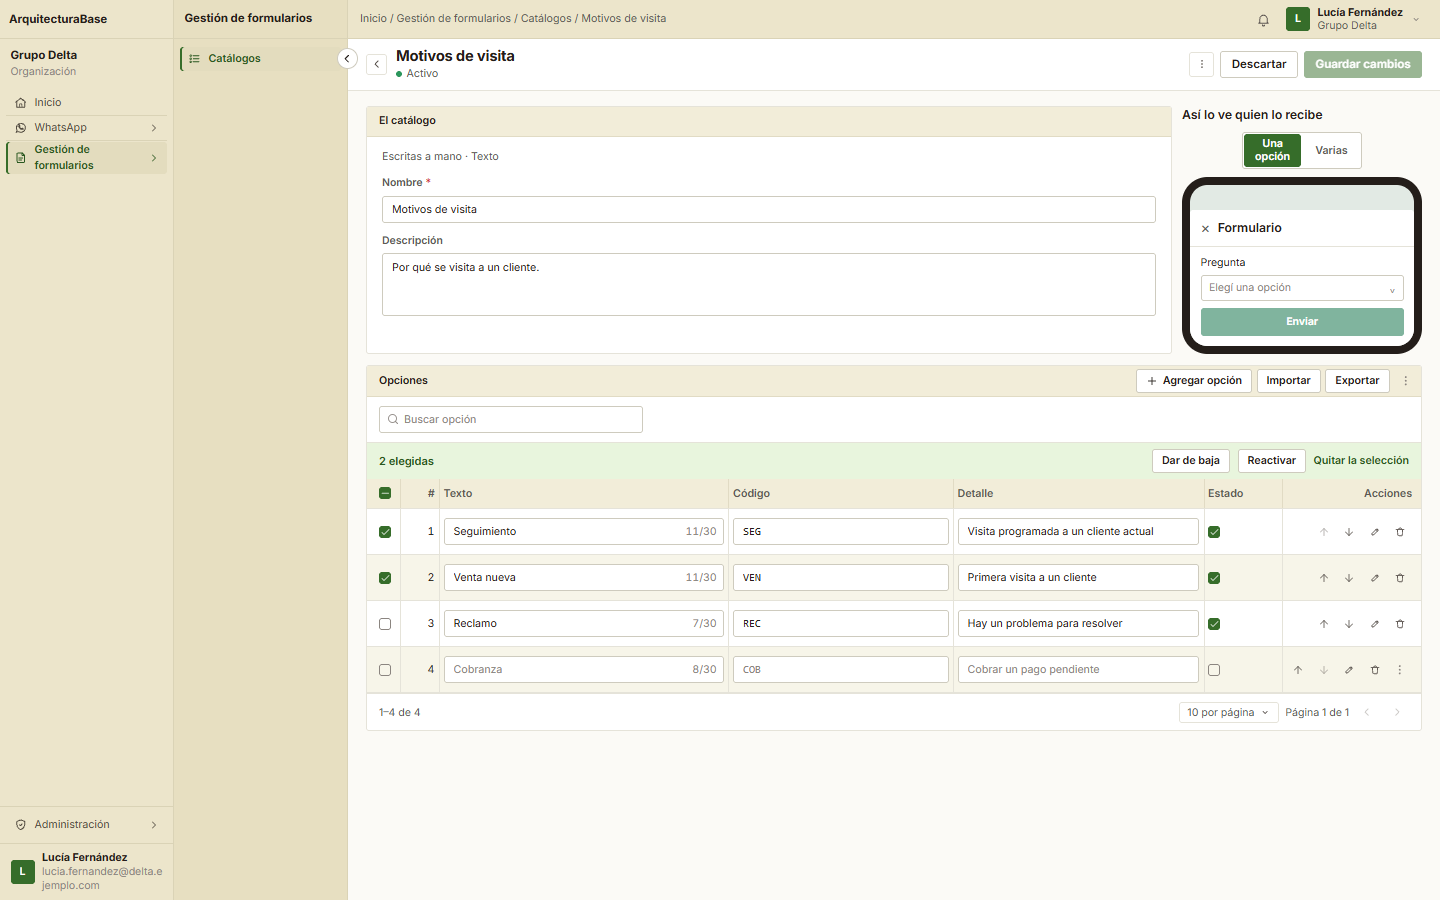 ArquitecturaBase
Grupo Delta
Organización
Inicio
WhatsApp
Gestión de
formularios
Administración
L
Lucía Fernández
lucia.fernandez@delta.e
jemplo.com
Gestión de formularios
Catálogos
Inicio / Gestión de formularios / Catálogos / Motivos de visita
L
Lucía Fernández
Grupo Delta
Motivos de visita
Activo
Descartar
Guardar cambios
El catálogo
Escritas a mano · Texto
Nombre *
Motivos de visita
Descripción
Por qué se visita a un cliente.
Así lo ve quien lo recibe
Una
opción
Varias
Formulario
Pregunta
Elegí una opción
Enviar
Opciones
Agregar opción
Importar
Exportar
Buscar opción
2 elegidas
Dar de baja
Reactivar
Quitar la selección
# Texto Código Detalle Estado Acciones
1 Seguimiento 11/30 SEG Visita programada a un cliente actual
2 Venta nueva 11/30 VEN Primera visita a un cliente
3 Reclamo 7/30 REC Hay un problema para resolver
4 Cobranza 8/30 COB Cobrar un pago pendiente
1–4 de 4
10 por página
Página 1 de 1